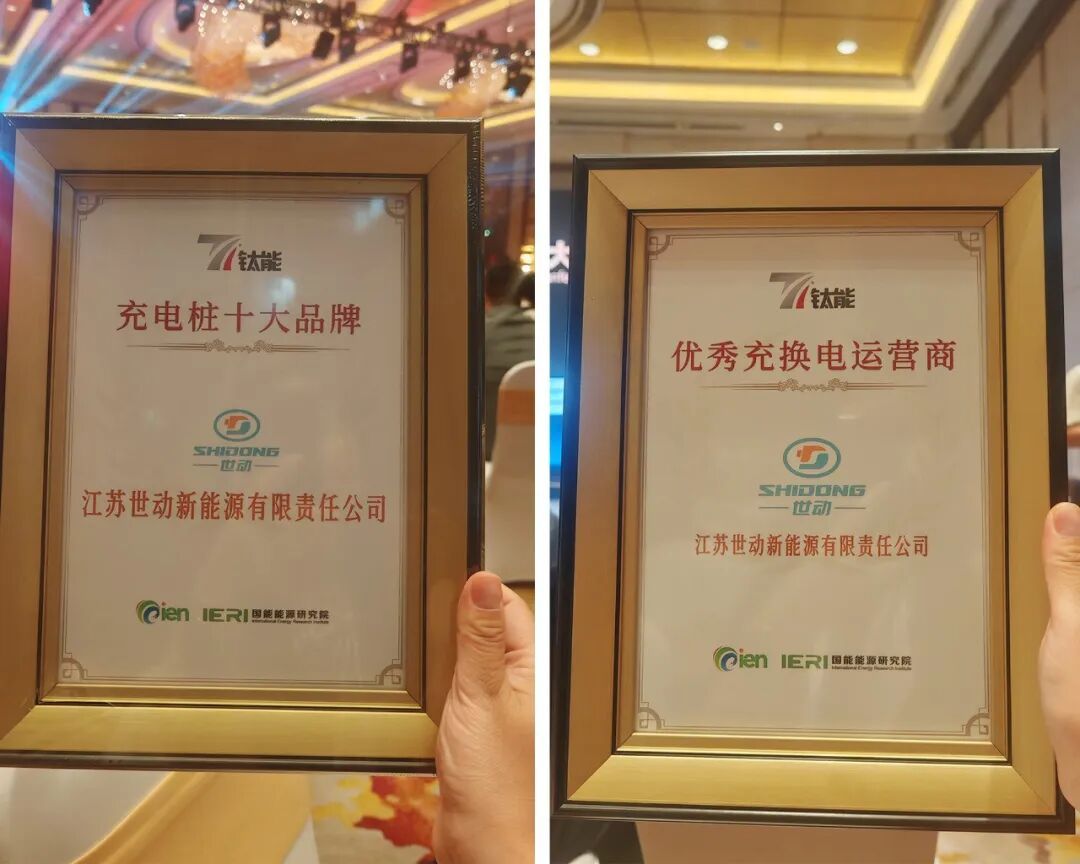 钛能
充电桩十大品牌
SHIDONG
世动
江苏世动新能源有限责任公司
eien IERI 国能能源研究院
International Energy Research Institute
钛能
优秀充换电运营商
SHIDONG
世动
江苏世动新能源有限责任公司
eien IERI 国能能源研究院
International Energy Research Institute